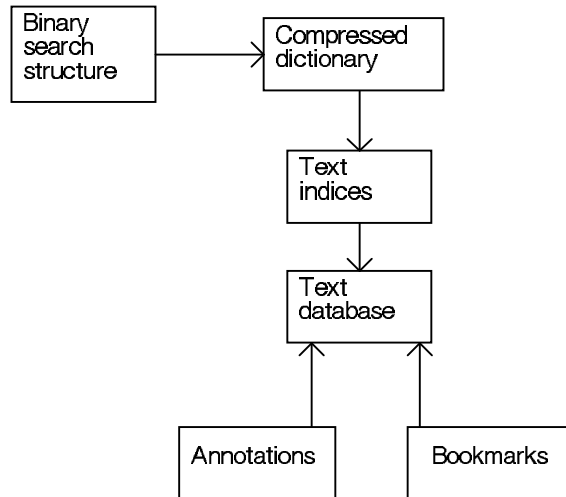 Binary
search
structure
Compressed
dictionary
Text
indices
Text
database
Annotations
Bookmarks